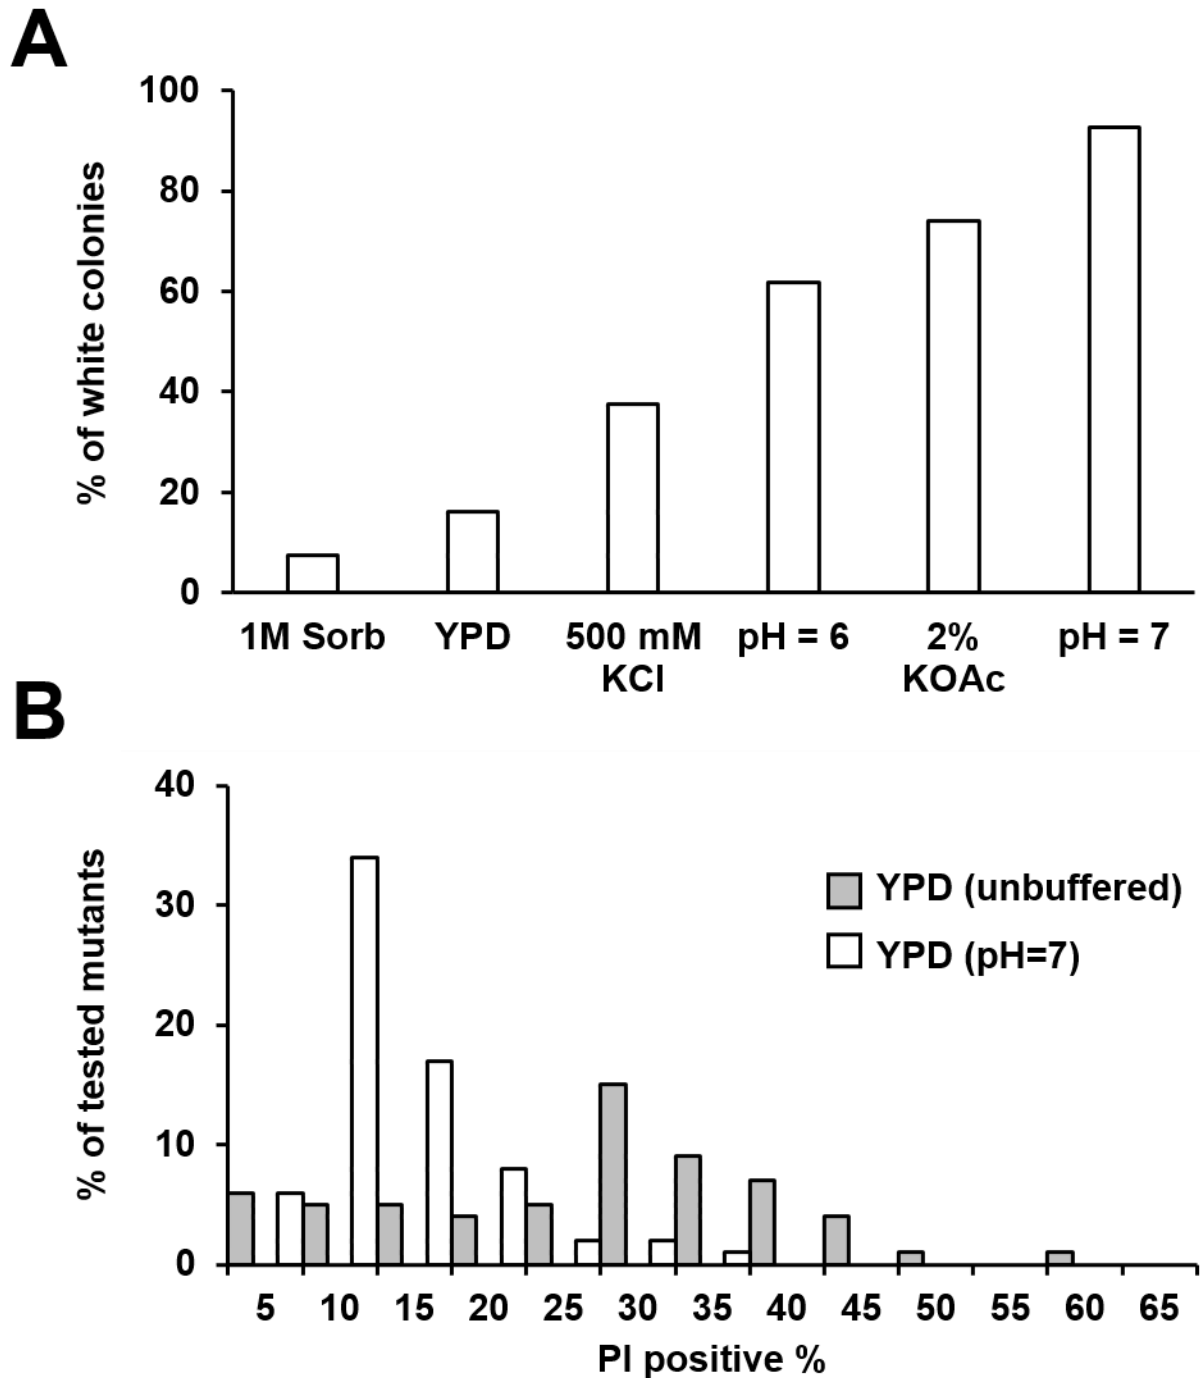 A
100
80
60
40
20
0
% of white colonies
1M Sorb YPD 500 mM pH = 6 2% pH = 7
KCl KOAc
B
40
30
20
10
0
% of tested mutants
YPD (unbuffered)
YPD (pH=7)
5 10 15 20 25 30 35 40 45 50 55 60 65
PI positive %